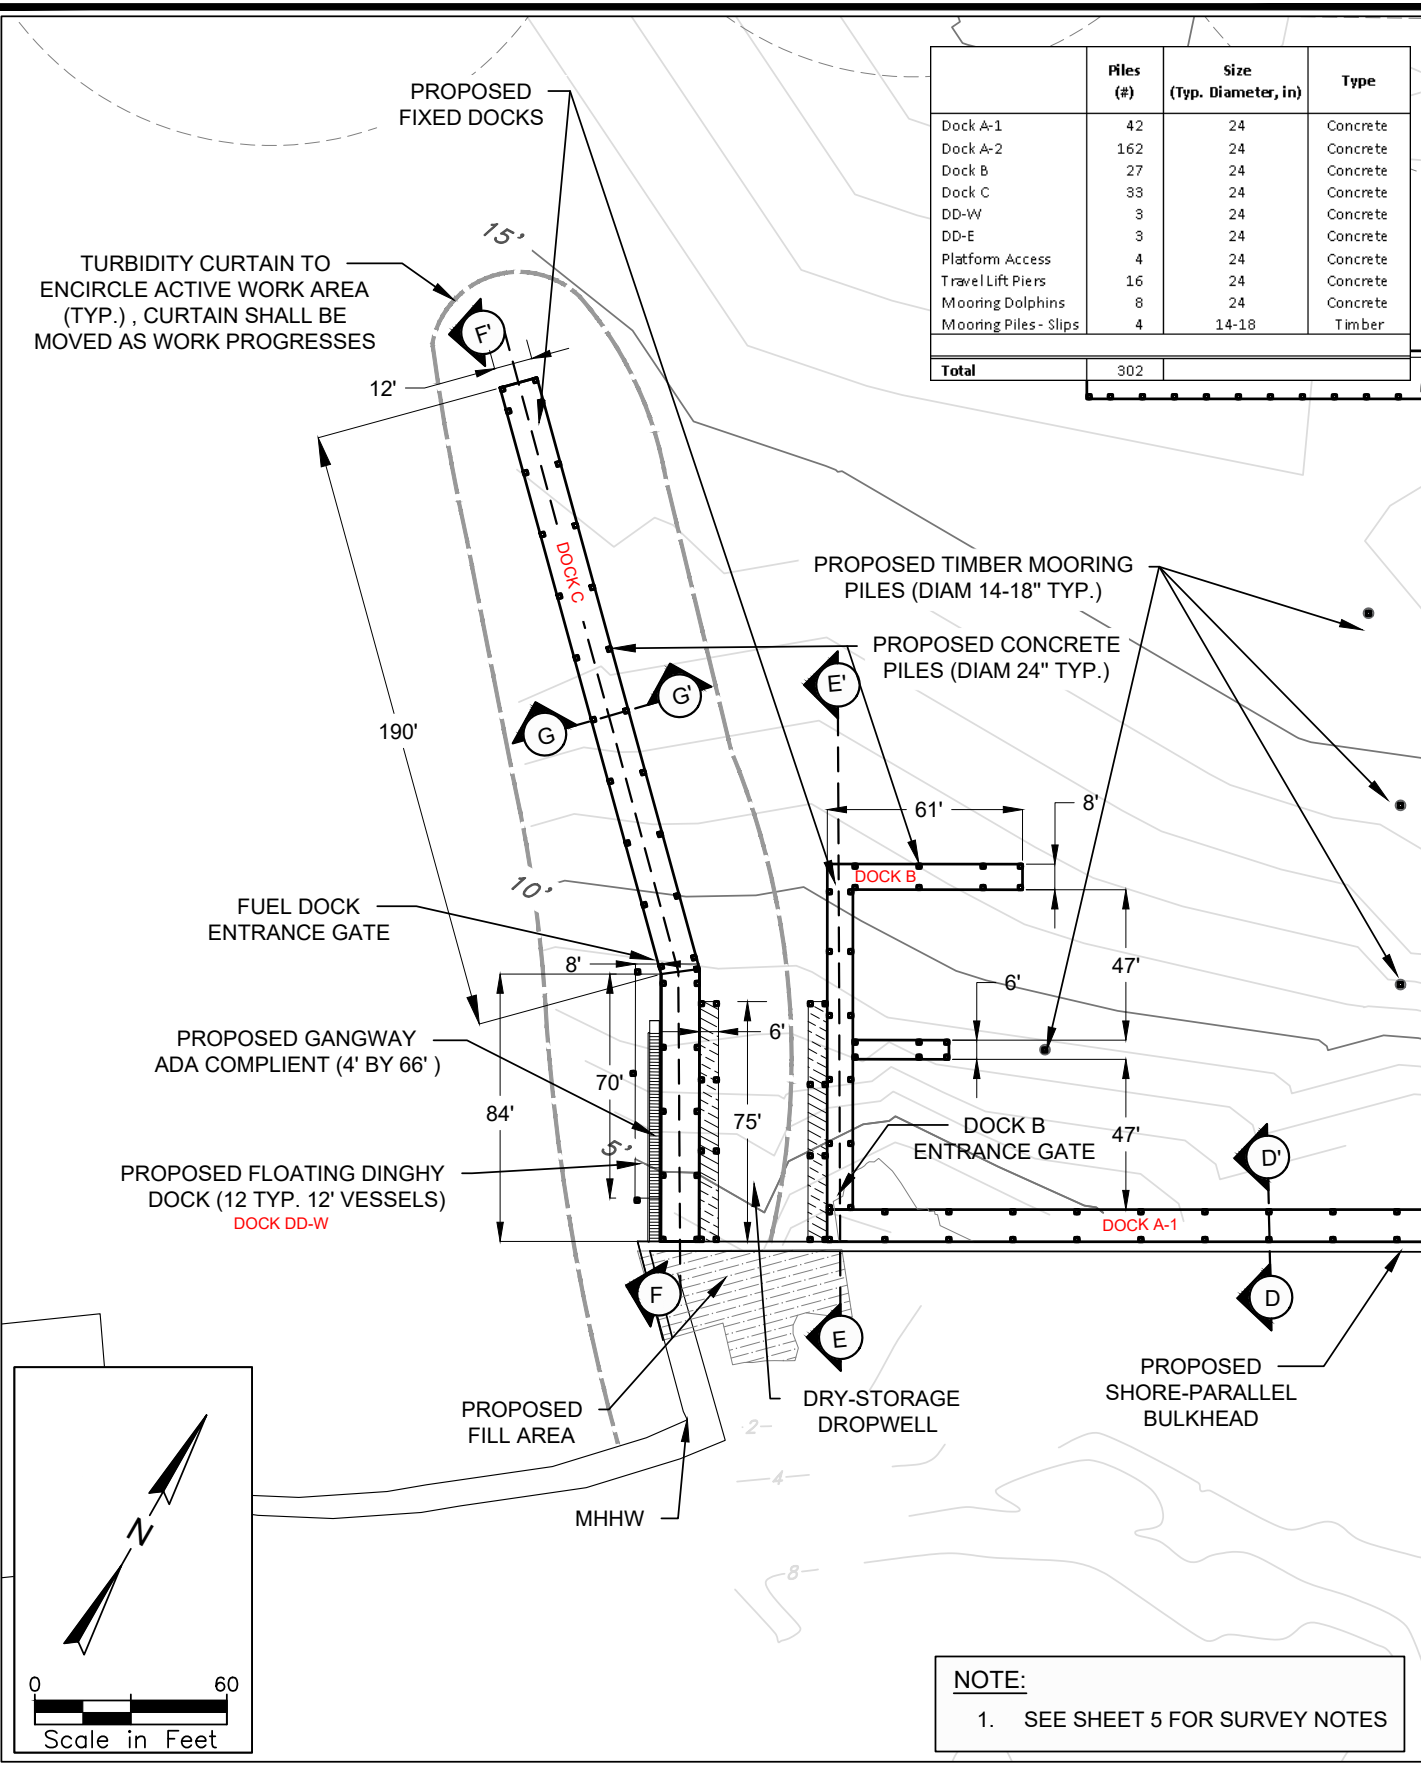 Piles
(#)
Size
(Typ. Diameter, in)
Type
Dock A-1 42 24 Concrete
Dock A-2 162 24 Concrete
Dock B 27 24 Concrete
Dock C 33 24 Concrete
DD-W 3 24 Concrete
DD-E 3 24 Concrete
Platform Access 4 24 Concrete
Travel Lift Piers 16 24 Concrete
Mooring Dolphins 8 24 Concrete
Mooring Piles - Slips 4 14-18 Timber
Total 302
PROPOSED
FIXED DOCKS
15'
TURBIDITY CURTAIN TO
ENCIRCLE ACTIVE WORK AREA
(TYP.) , CURTAIN SHALL BE
MOVED AS WORK PROGRESSES
F'
12'
DOCK C
PROPOSED TIMBER MOORING
PILES (DIAM 14-18" TYP.)
PROPOSED CONCRETE
PILES (DIAM 24" TYP.)
E'
G'
G
190'
61'
8'
DOCK B
10'
FUEL DOCK
ENTRANCE GATE
8'
47'
6'
PROPOSED GANGWAY
ADA COMPLIENT (4' BY 66' )
6'
70'
84'
75'
5'
DOCK B
ENTRANCE GATE
47'
D'
PROPOSED FLOATING DINGHY
DOCK (12 TYP. 12' VESSELS)
DOCK DD-W
DOCK A-1
F
D
E
PROPOSED
SHORE-PARALLEL
BULKHEAD
DRY-STORAGE
DROPWELL
PROPOSED
FILL AREA
2
4
MHHW
8
N
0 60
Scale in Feet
NOTE:
1. SEE SHEET 5 FOR SURVEY NOTES